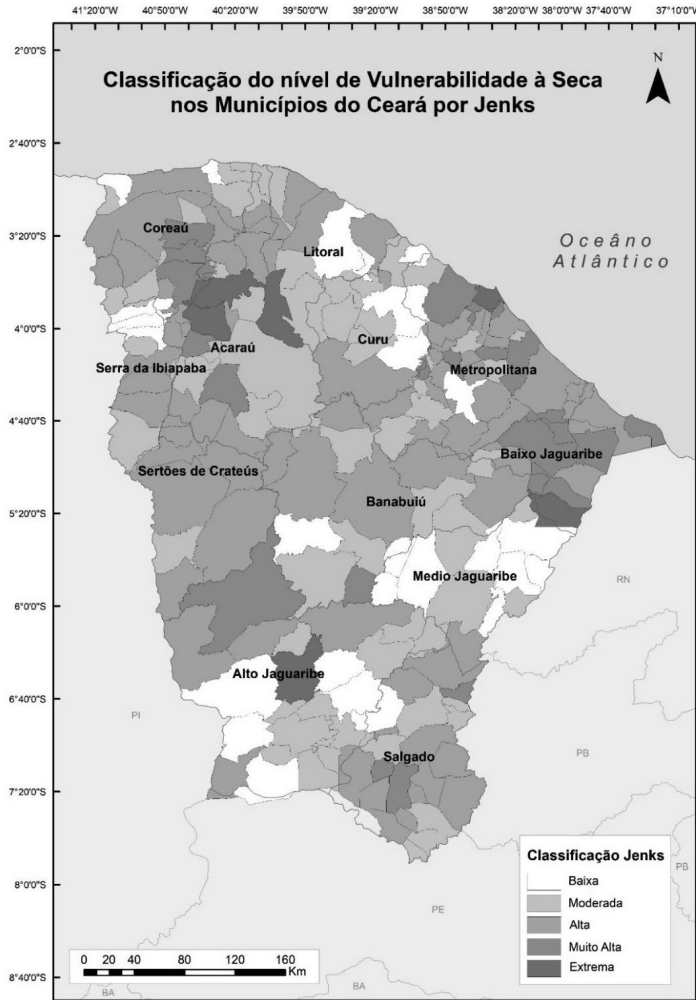 41°20'0"W 40°50'0"W 40°20'0"W 39°50'0"W 39°20'0"W 38°50'0"W 38°20'0"W 38°0'0"W 37°40'0"W 37°10'0"W
2°0'0"S
Classificação do nível de Vulnerabilidade à Seca
nos Municípios do Ceará por Jenks
N
2°40'0"S
3°20'0"S
Coreaú
Litoral
Oceâno
Atlântico
4°0'0"S
Curu
Acaraú
Serra da Ibiapaba
Metropolitana
4°40'0"S
Baixo Jaguaribe
Sertões de Crateús
Banabuiú
5°20'0"S
Medio Jaguaribe
RN
6°0'0"S
Alto Jaguaribe
6°40'0"S
PI
PB
Salgado
7°20'0"S
8°0'0"S
PE
PB
Classificação Jenks
Baixa
Moderada
Alta
Muito Alta
Extrema
0 20 40 80 120 160
Km
8°40'0"S
BA
BA